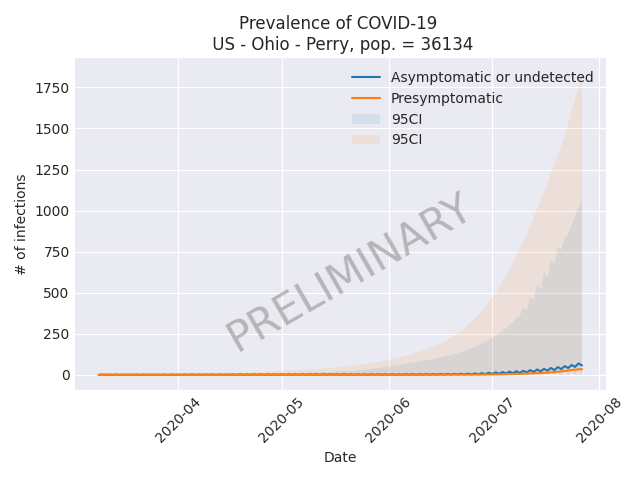 Prevalence of COVID-19
US - Ohio - Perry, pop. = 36134
Asymptomatic or undetected
Presymptomatic
95CI
95CI
1750
1500
1250
1000
750
500
250
0
# of infections
PRELIMINARY
2020-04
2020-05
2020-06
2020-07
2020-08
Date